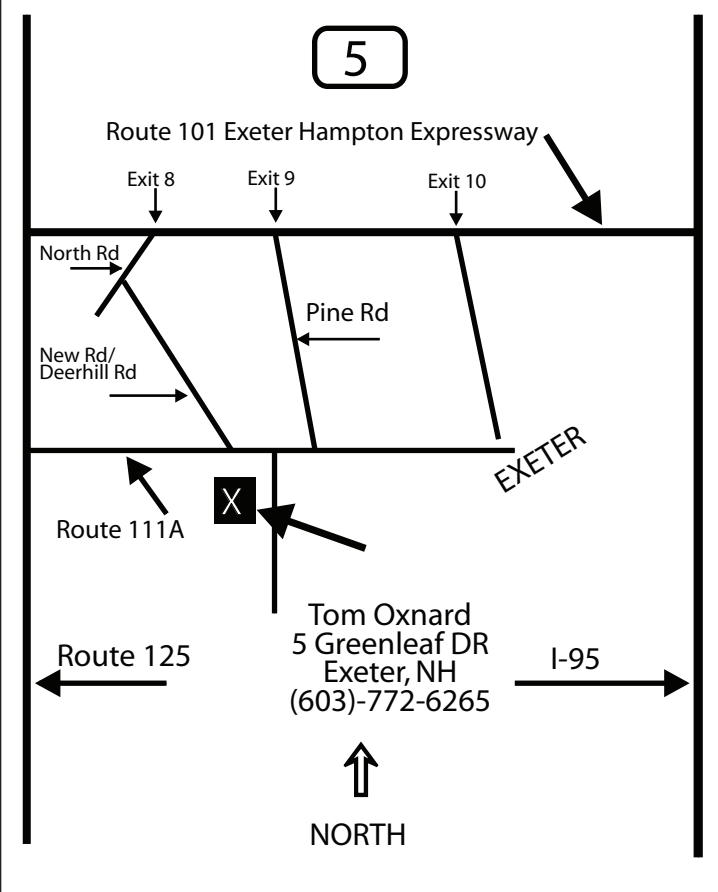 5
Route 101 Exeter Hampton Expressway
Exit 8
Exit 9
Exit 10
North Rd
Pine Rd
New Rd/
Deerhill Rd
EXETER
X
Route 111A
Tom Oxnard
5 Greenleaf DR
Exeter, NH
(603)-772-6265
Route 125
I-95
NORTH